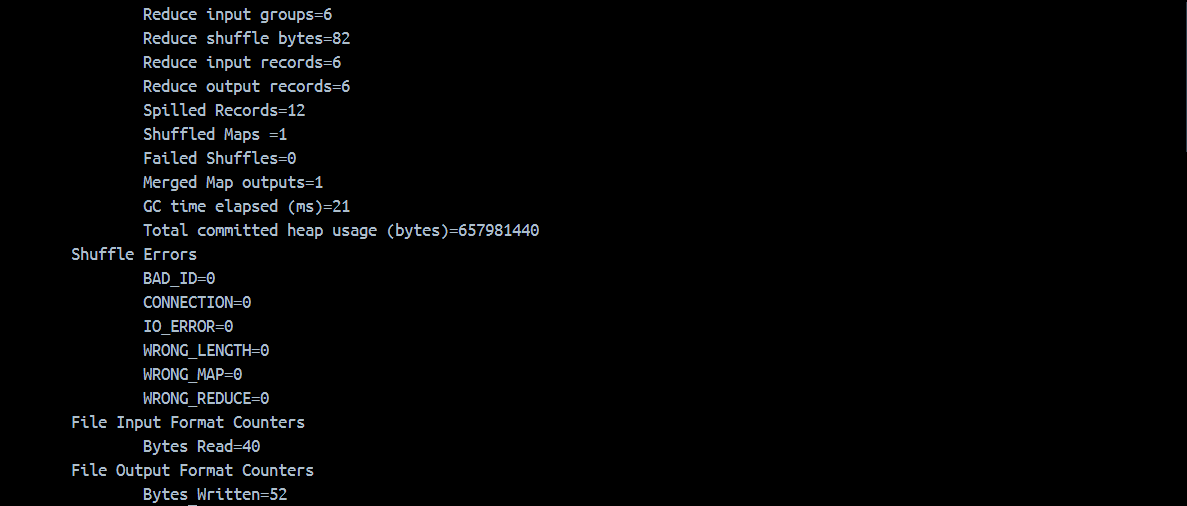 Reduce input groups=6
Reduce shuffle bytes=82
Reduce input records=6
Reduce output records=6
Spilled Records=12
Shuffled Maps =1
Failed Shuffles=0
Merged Map outputs=1
GC time elapsed (ms)=21
Total committed heap usage (bytes)=657981440
Shuffle Errors
BAD_ID=0
CONNECTION=0
IO_ERROR=0
WRONG_LENGTH=0
WRONG_MAP=0
WRONG_REDUCE=0
File Input Format Counters
Bytes Read=40
File Output Format Counters
Bytes Written=52